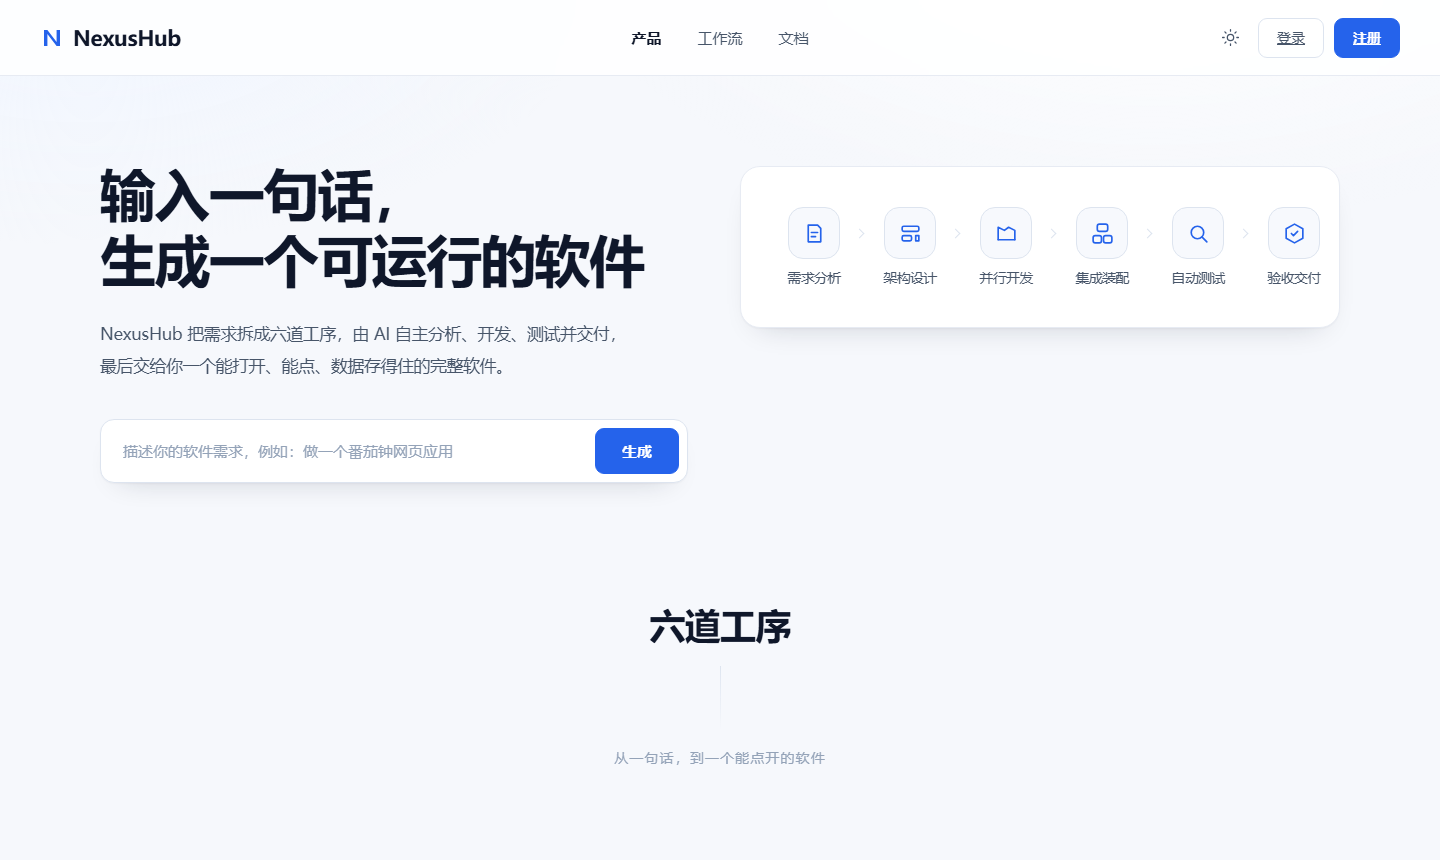 N NexusHub
产品 工作流 文档
登录 注册
输入一句话，
生成一个可运行的软件
NexusHub 把需求拆成六道工序，由 AI 自主分析、开发、测试并交付，
最后交给你一个能打开、能点、数据存得住的完整软件。
描述你的软件需求，例如：做一个番茄钟网页应用 生成
需求分析 架构设计 并行开发 集成装配 自动测试 验收交付
六道工序
从一句话，到一个能点开的软件